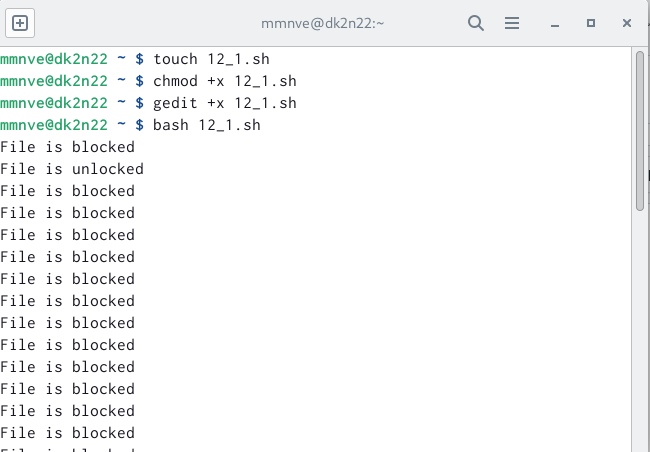 mmnve@dk2n22:~
mmnve@dk2n22 ~ $ touch 12_1.sh
mmnve@dk2n22 ~ $ chmod +x 12_1.sh
mmnve@dk2n22 ~ $ gedit +x 12_1.sh
mmnve@dk2n22 ~ $ bash 12_1.sh
File is blocked
File is unlocked
File is blocked
File is blocked
File is blocked
File is blocked
File is blocked
File is blocked
File is blocked
File is blocked
File is blocked
File is blocked
File is blocked
File is blocked